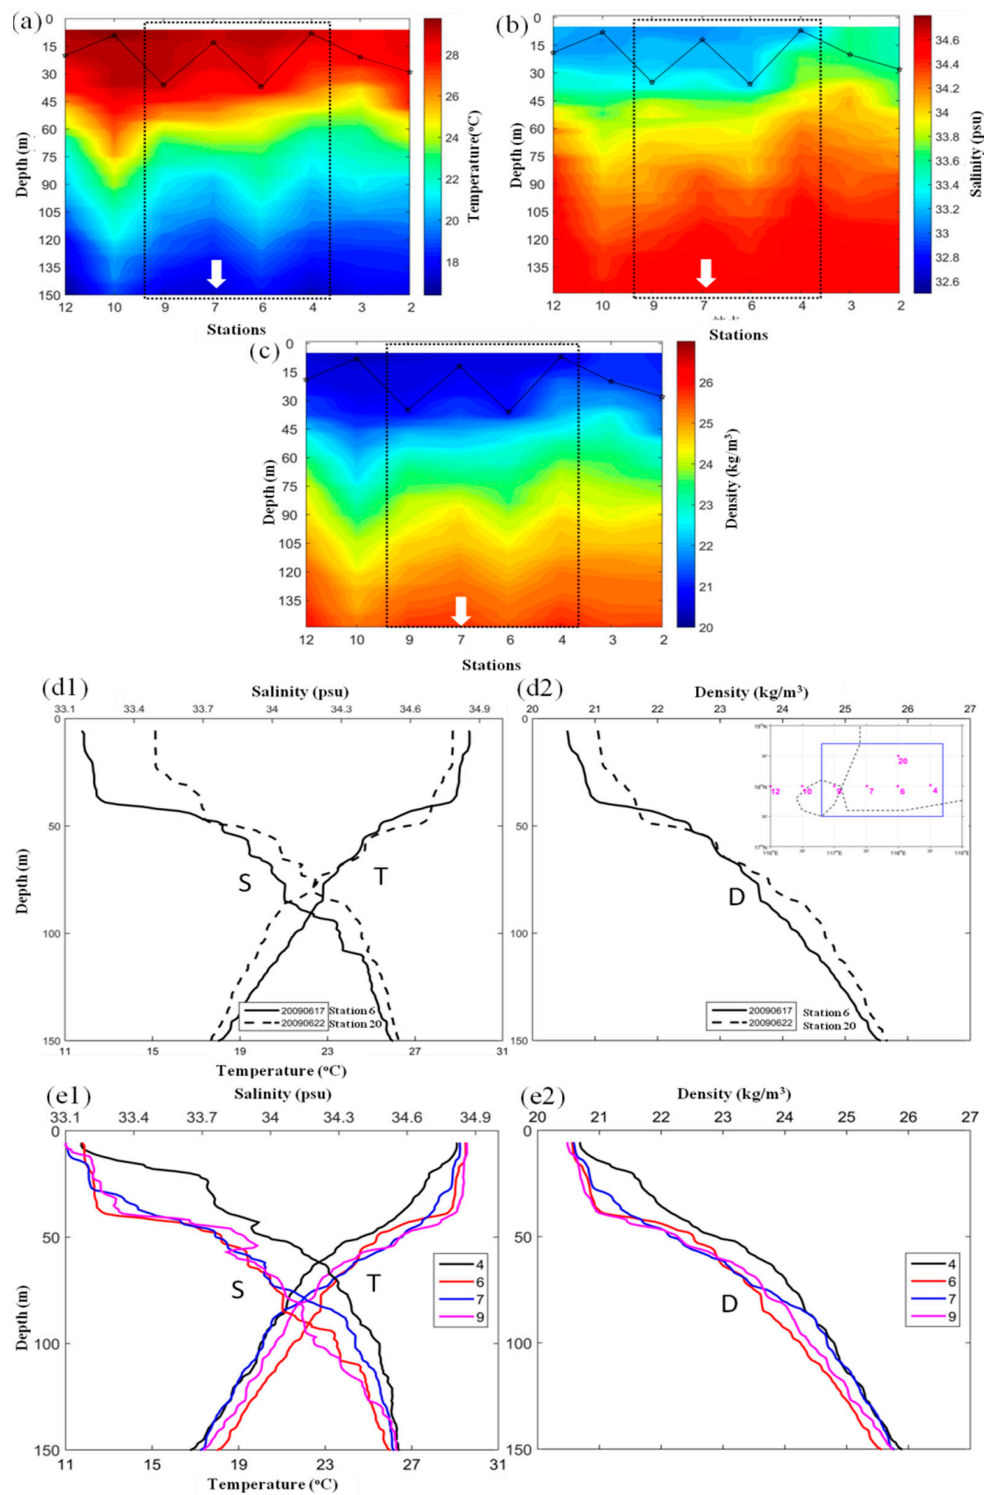 (a)
0
15
30
45
60
75
90
105
120
135
150
Depth (m)
12 10 9 7 6 4 3 2
Stations
28
26
24
22
20
18
Temperature(°C)
(b)
0
15
30
45
60
75
90
105
120
135
Depth (m)
12 10 9 7 6 4 3 2
Stations
34.6
34.4
34.2
34
33.8
33.6
33.4
33.2
33
32.8
32.6
Salinity (psu)
(c)
0
15
30
45
60
75
90
105
120
135
Depth (m)
12 10 9 7 6 4 3 2
Stations
26
25
24
23
22
21
20
Density (kg/m³)
(d1)
Salinity (psu)
33.1 33.4 33.7 34 34.3 34.6 34.9
0
50
100
150
Depth (m)
S T
20090617 Station 6
20090622 Station 20
11 15 19 23 27 31
Temperature (°C)
(d2)
Density (kg/m³)
20 21 22 23 24 25 26 27
0
50
100
150
D
19°N
18°N
17°N
20
12 10 9 7 6 4
116°E 117°E 118°E 119°E
20090617 Station 6
20090622 Station 20
(e1)
Salinity (psu)
33.1 33.4 33.7 34 34.3 34.6 34.9
0
50
100
150
Depth (m)
S T
4
6
7
9
11 15 19 23 27 31
Temperature (°C)
(e2)
Density (kg/m³)
20 21 22 23 24 25 26 27
0
50
100
150
D
4
6
7
9